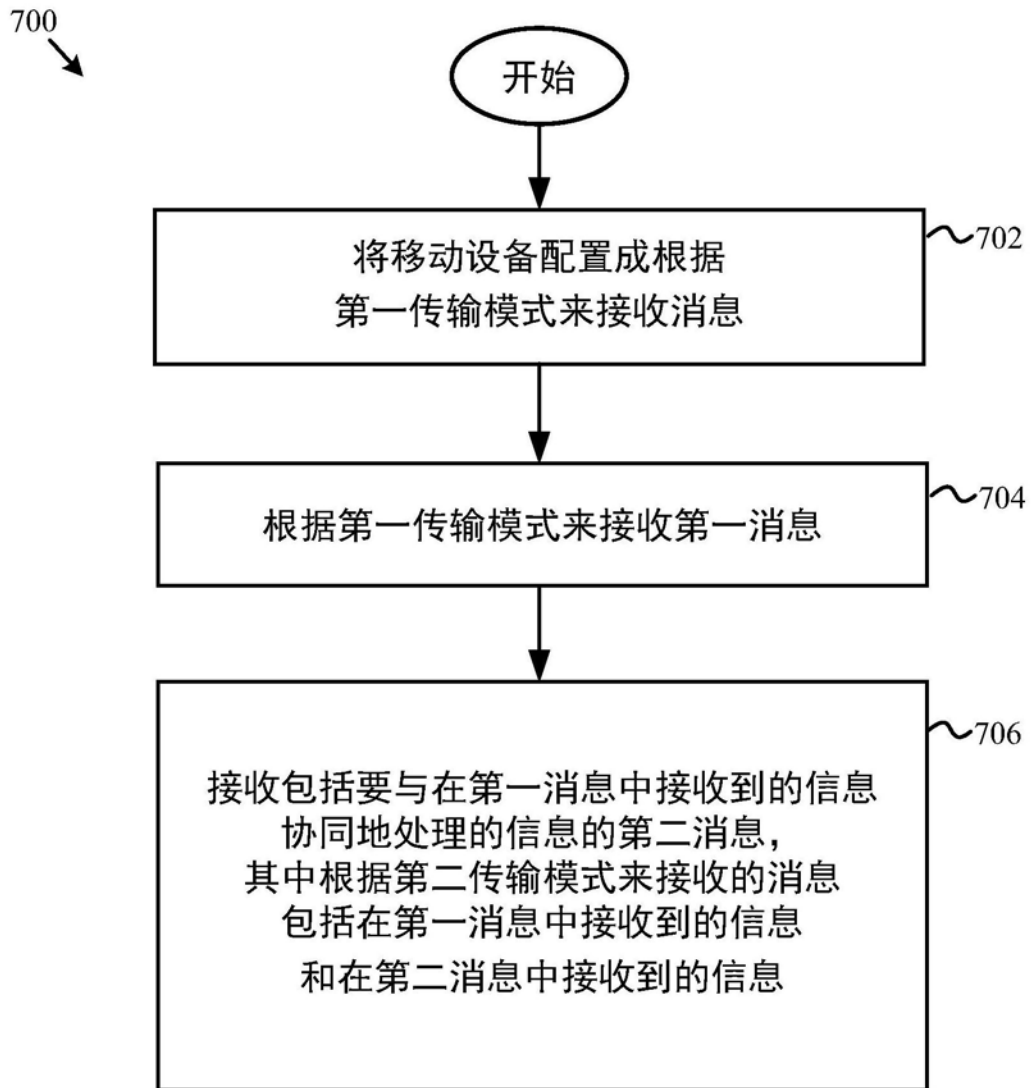 700
开始
702
将移动设备配置成根据
第一传输模式来接收消息
704
根据第一传输模式来接收第一消息
706
接收包括要与在第一消息中接收到的信息
协同地处理的信息的第二消息，
其中根据第二传输模式来接收的消息
包括在第一消息中接收到的信息
和在第二消息中接收到的信息